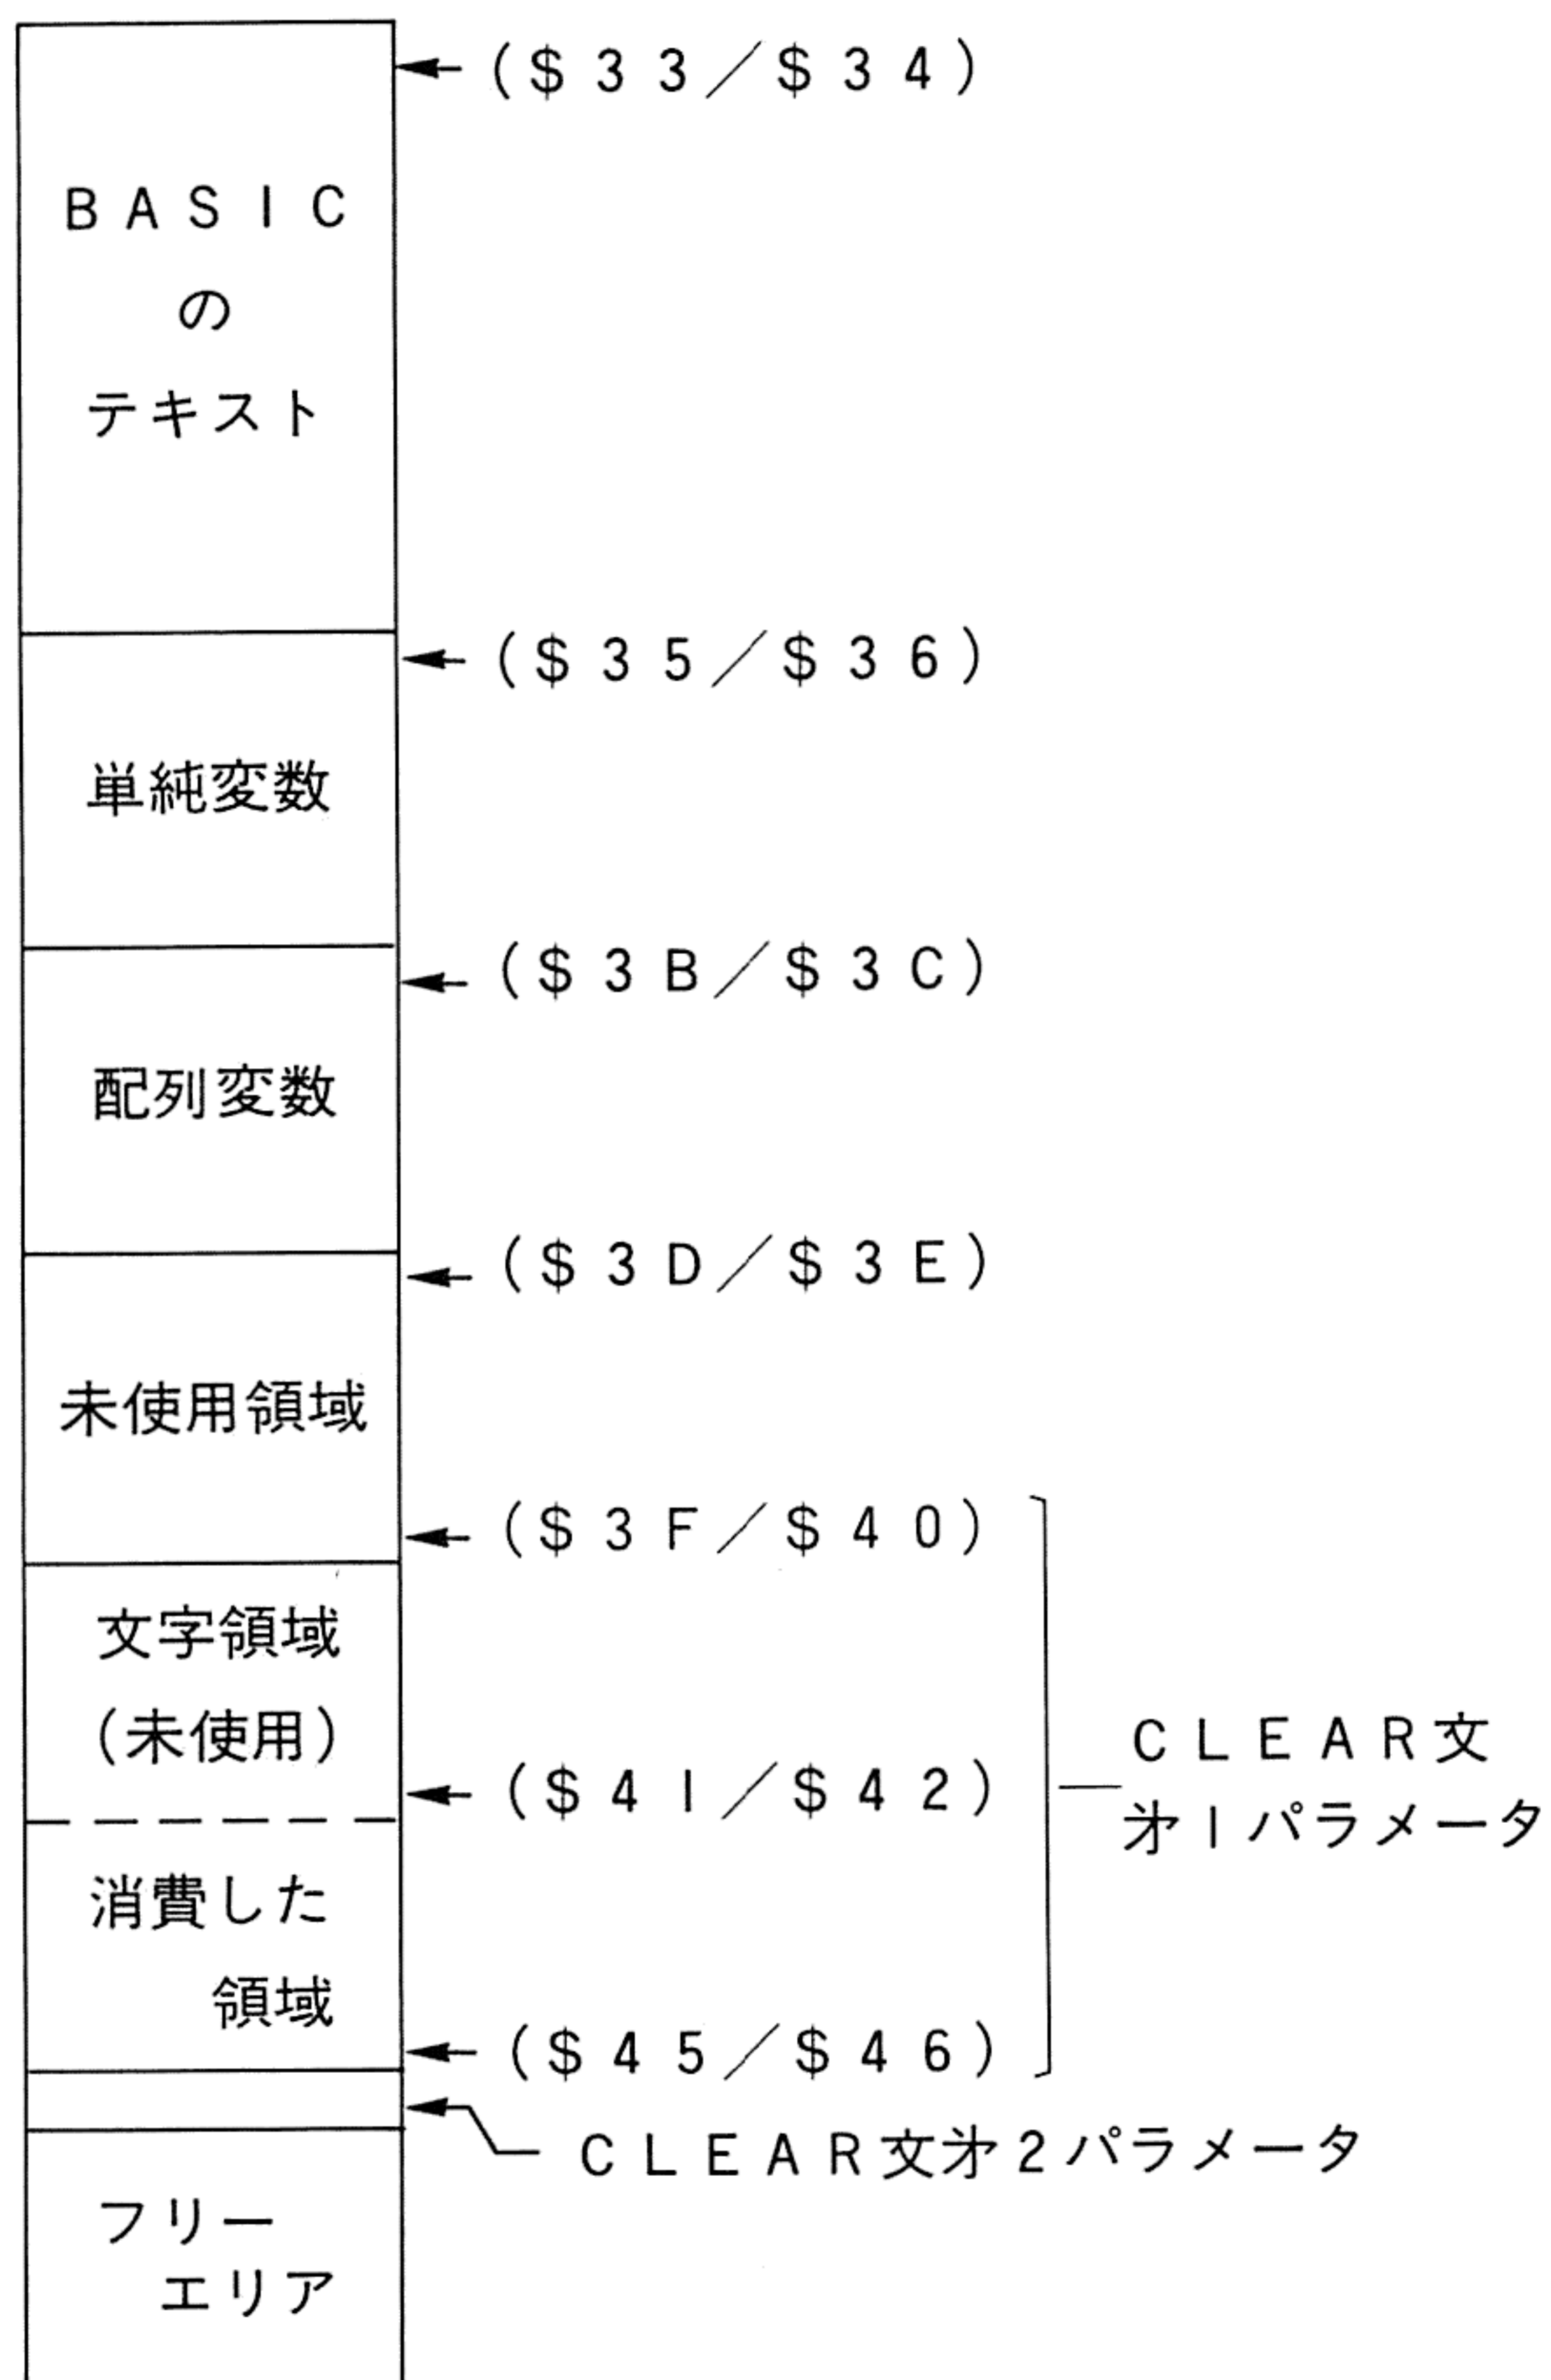 （＄３３／＄３４）
ＢＡＳＩＣ
の
テキスト
（＄３５／＄３６）
単純変数
（＄３Ｂ／＄３Ｃ）
配列変数
（＄３Ｄ／＄３Ｅ）
未使用領域
（＄３Ｆ／＄４０）
文字領域
（未使用）
（＄４１／＄４２）
ＣＬＥＡＲ文
㐧１パラメータ
消費した
領域
（＄４５／＄４６）
ＣＬＥＡＲ文㐧２パラメータ
フリー
エリア